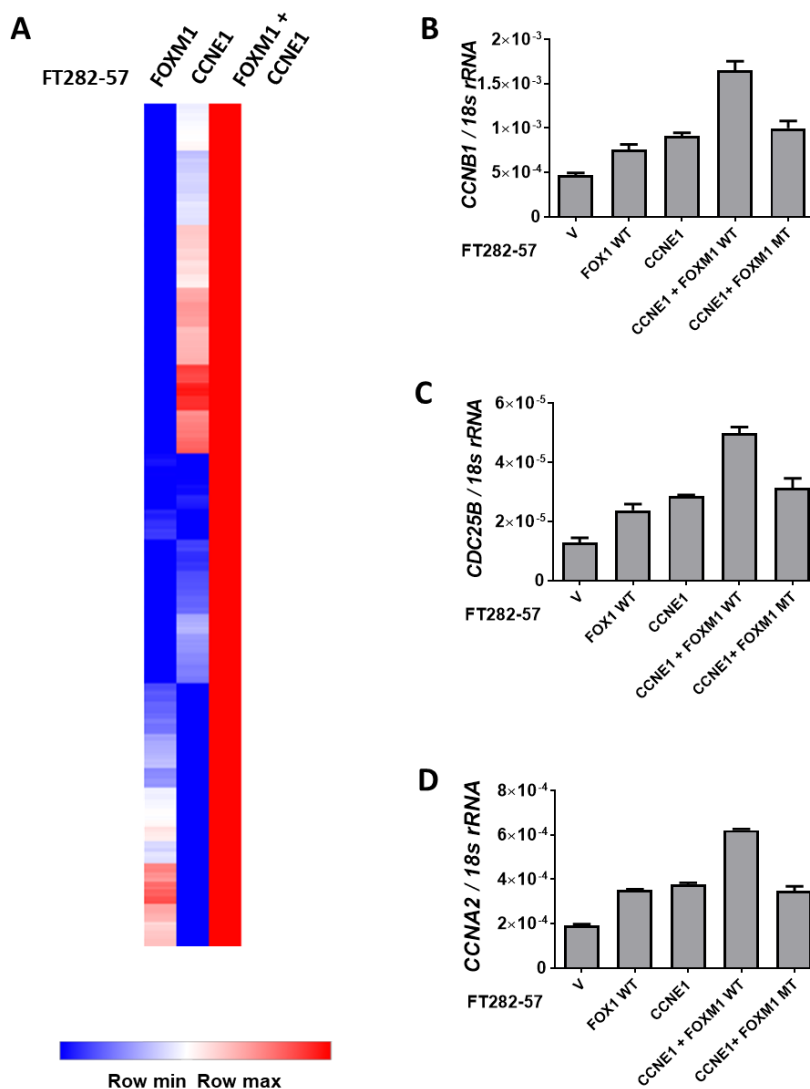 A
FT282-57
FOXM1
CCNE1
FOXM1 +
CCNE1
Row min Row max
B
CCNB1 / 18s rRNA
2×10⁻³
1.5×10⁻³
1×10⁻³
5×10⁻⁴
0
FT282-57
V
FOX1 WT
CCNE1
CCNE1 + FOXM1 WT
CCNE1+ FOXM1 MT
C
CDC25B / 18s rRNA
6×10⁻⁵
4×10⁻⁵
2×10⁻⁵
0
FT282-57
V
FOX1 WT
CCNE1
CCNE1 + FOXM1 WT
CCNE1+ FOXM1 MT
D
CCNA2 / 18s rRNA
8×10⁻⁴
6×10⁻⁴
4×10⁻⁴
2×10⁻⁴
0
FT282-57
V
FOX1 WT
CCNE1
CCNE1 + FOXM1 WT
CCNE1+ FOXM1 MT